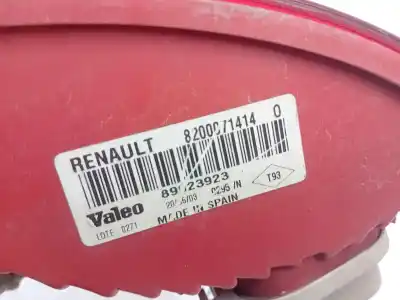 RENAULT 8200071414 0
89023923
Valeo T93
LOTE 0271
MADE IN SPAIN